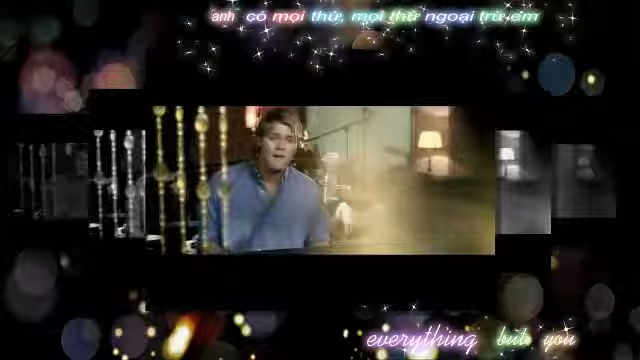 anh có mọi thứ, mọi thứ ngoại trừ em
everything but you